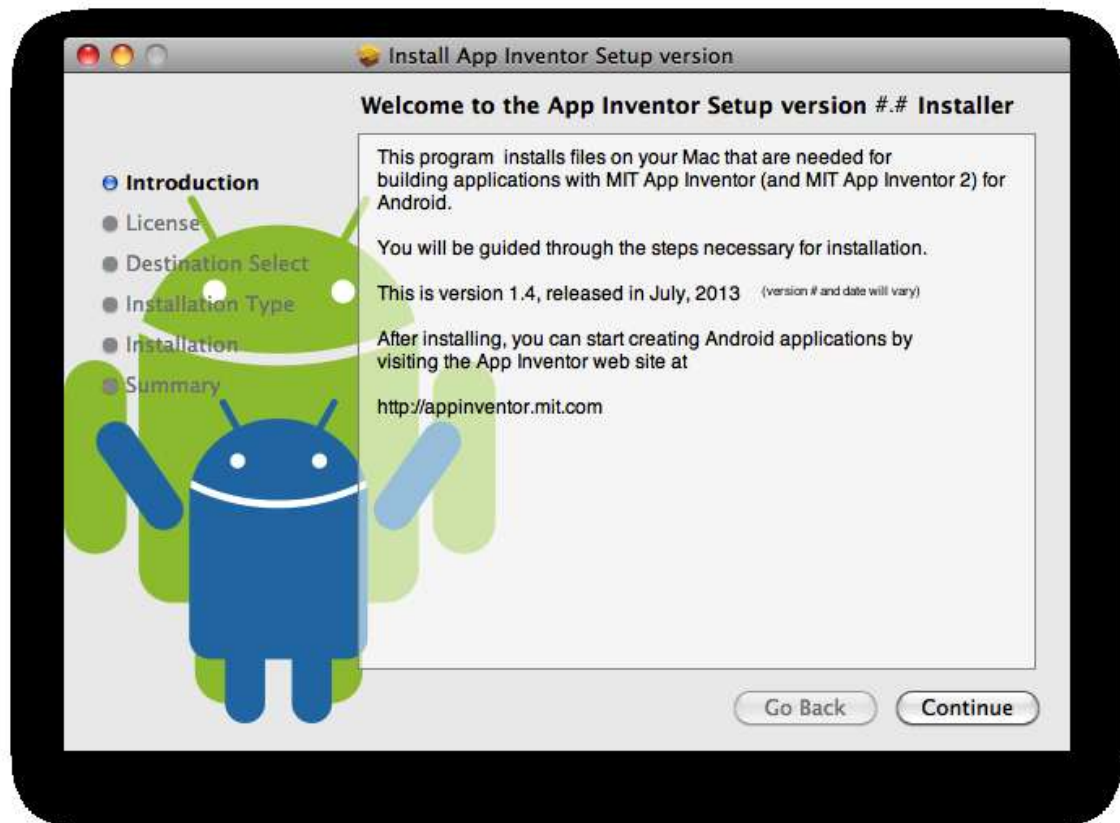 Install App Inventor Setup version
Welcome to the App Inventor Setup version #.# Installer
Introduction
License
Destination Select
Installation Type
Installation
Summary
This program  installs files on your Mac that are needed for
building applications with MIT App Inventor (and MIT App Inventor 2) for
Android.
You will be guided through the steps necessary for installation.
This is version 1.4, released in July, 2013 (version # and date will vary)
After installing, you can start creating Android applications by
visiting the App Inventor web site at
http://appinventor.mit.com
Go Back
Continue